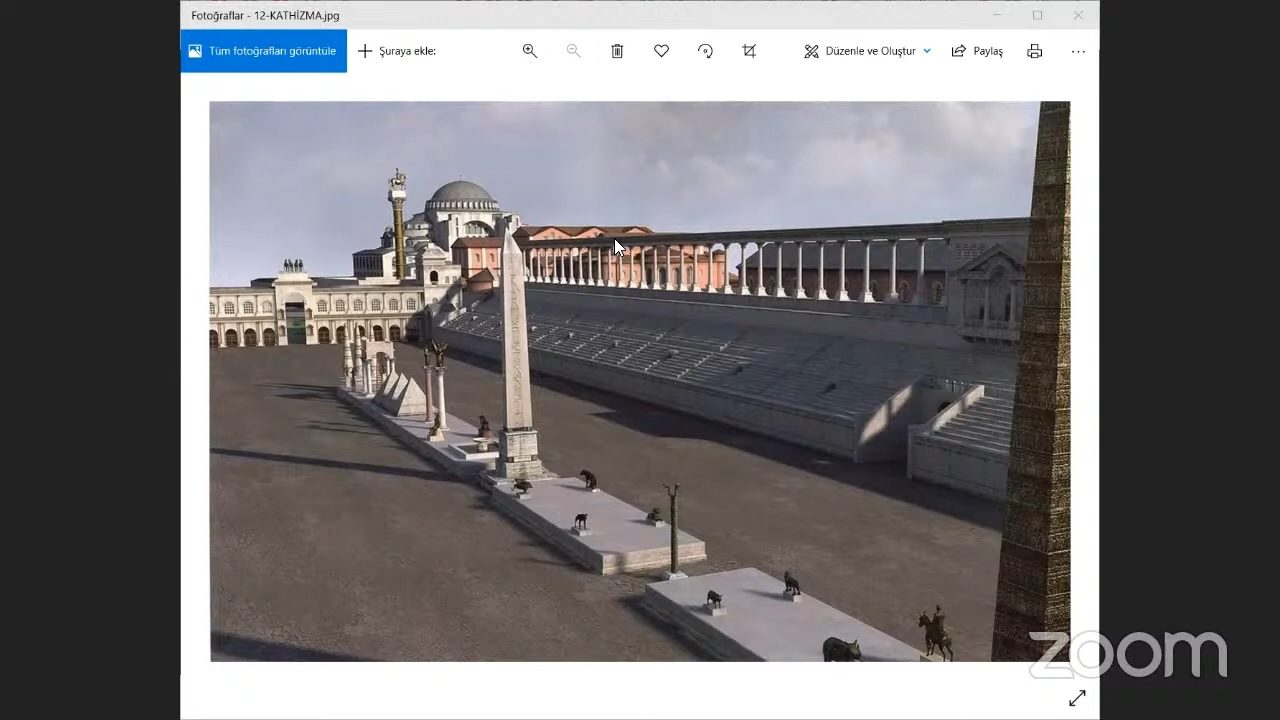 Fotoğraflar - 12-KATHİZMA.jpg
Tüm fotoğrafları görüntüle
Şuraya ekle:
Düzenle ve Oluştur
Paylaş
zoom